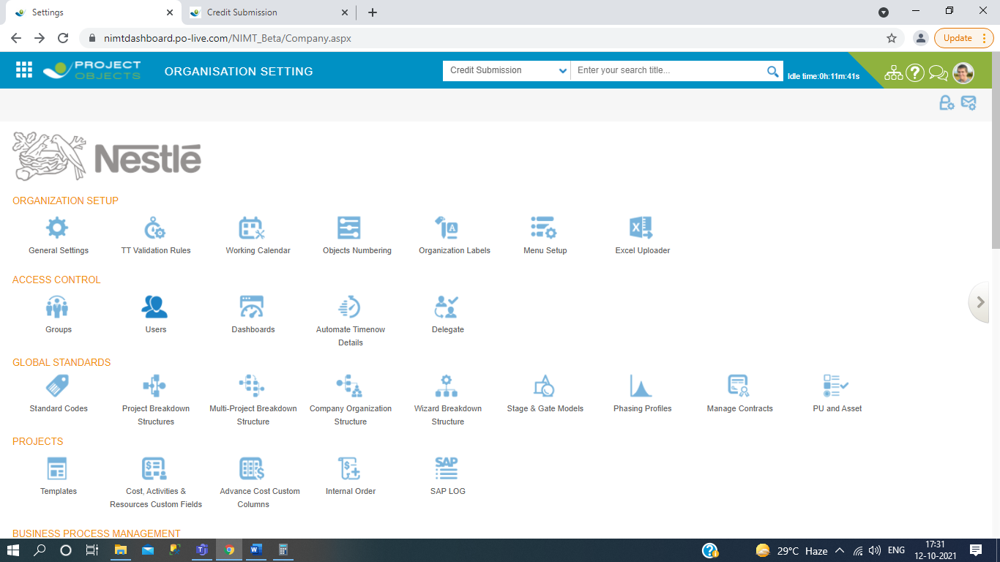 Settings
Credit Submission
nimtdashboard.po-live.com/NIMT_Beta/Company.aspx
Update
PROJECT
OBJECTS
ORGANISATION SETTING
Credit Submission
Enter your search title...
Idle time:0h:11m:41s
Nestlé
ORGANIZATION SETUP
General Settings
TT Validation Rules
Working Calendar
Objects Numbering
Organization Labels
Menu Setup
Excel Uploader
ACCESS CONTROL
Groups
Users
Dashboards
Automate Timenow
Details
Delegate
GLOBAL STANDARDS
Standard Codes
Project Breakdown
Structures
Multi-Project Breakdown
Structure
Company Organization
Structure
Wizard Breakdown
Structure
Stage & Gate Models
Phasing Profiles
Manage Contracts
PU and Asset
PROJECTS
Templates
Cost, Activities &
Resources Custom Fields
Advance Cost Custom
Columns
Internal Order
SAP
SAP LOG
BUSINESS PROCESS MANAGEMENT
29°C Haze
ENG
17:31
12-10-2021